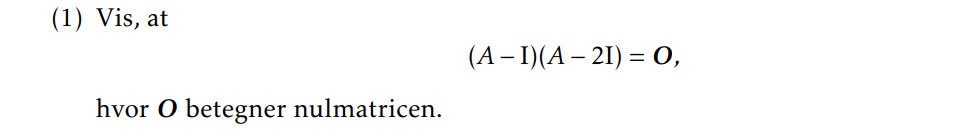 (1) Vis, at
(A – I)(A – 2I) = O,
hvor O betegner nulmatricen.